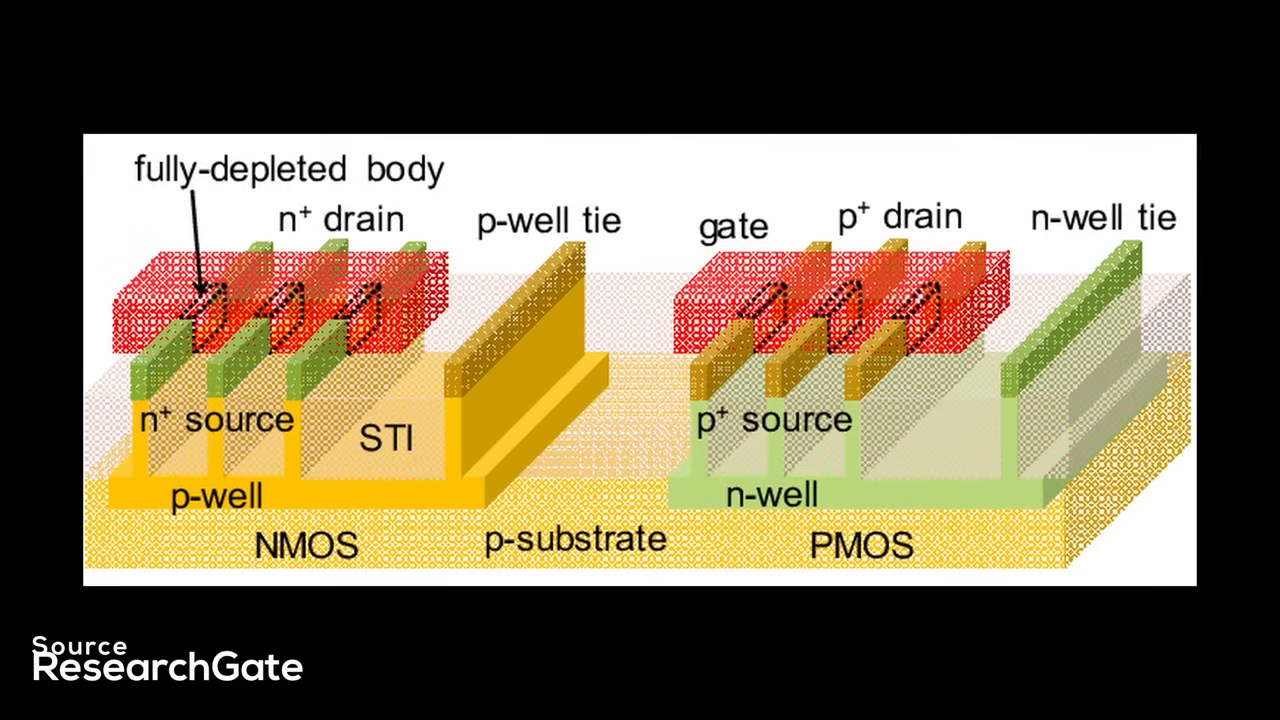 fully-depleted body
n⁺ drain
p-well tie
gate
p⁺ drain
n-well tie
n⁺ source
STI
p⁺ source
p-well
n-well
NMOS
p-substrate
PMOS
Source
ResearchGate